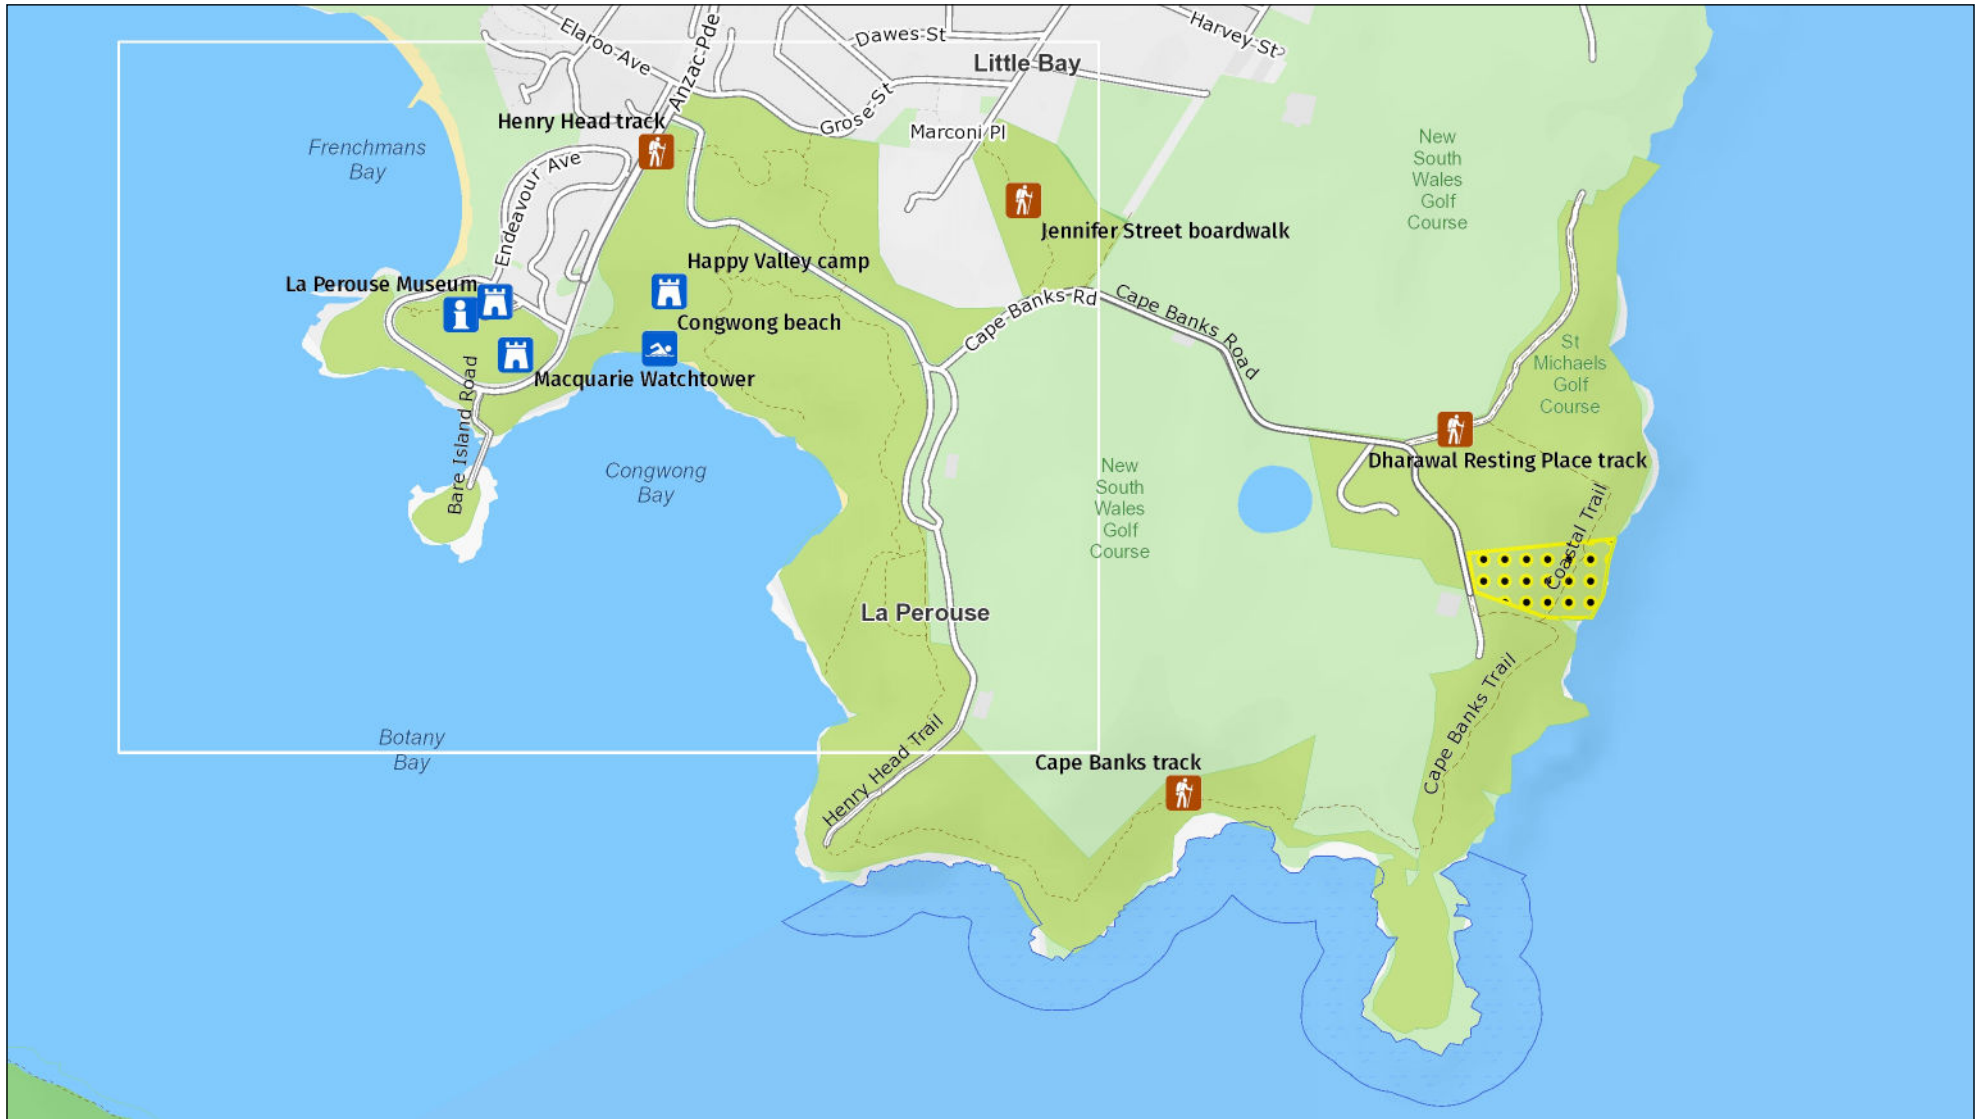 Elaroo Ave
Anzac Pde
Dawes St
Harvey St
Little Bay
Grose St
Henry Head track
Marconi Pl
Frenchmans
Bay
Endeavour Ave
New
South
Wales
Golf
Course
Jennifer Street boardwalk
Happy Valley camp
La Perouse Museum
Cape Banks Rd
Cape Banks Road
Congwong beach
St
Michaels
Golf
Course
Macquarie Watchtower
Bare Island Road
Congwong
Bay
New
South
Wales
Golf
Course
Dharawal Resting Place track
Coastal Trail
La Perouse
Cape Banks Trail
Botany
Bay
Henry Head Trail
Cape Banks track